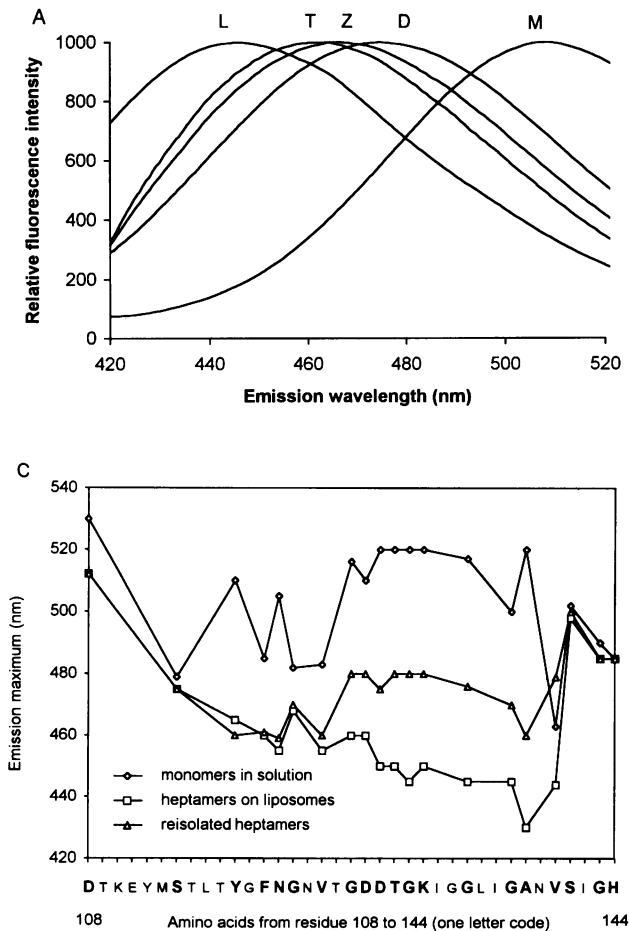 A
L T Z D M
Relative fluorescence intensity
1000
800
600
400
200
0
420 440 460 480 500 520
Emission wavelength (nm)
C
Emission maximum (nm)
540
520
500
480
460
440
420
monomers in solution
heptamers on liposomes
reisolated heptamers
D T K E Y M S T L T Y G F N G N V T G D D T G K I G G L I G A N V S I G H
108 Amino acids from residue 108 to 144 (one letter code) 144